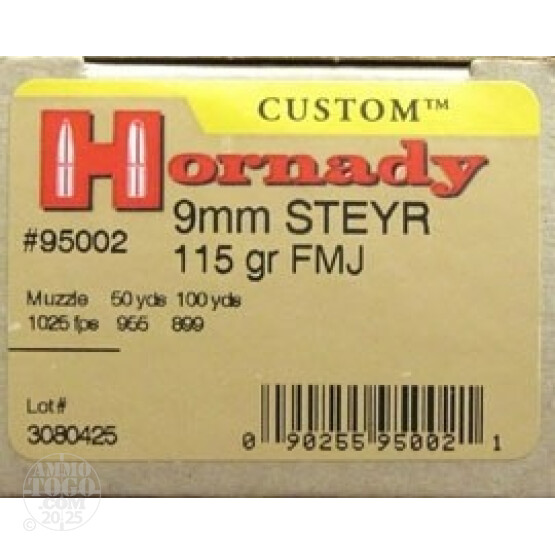 CUSTOM™
Hornady
9mm STEYR
#95002
115 gr FMJ
Muzzle 50 yds 100 yds
1025 fps 955 899
Lot#
3080425
0 90255 95002 1
AMMO
TOGO
.COM
© 2025